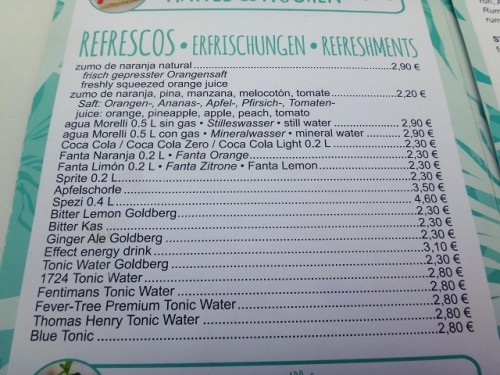 REFRESCOS • ERFRISCHUNGEN • REFRESHMENTS
zumo de naranja natural 2,90 €
frisch gepresster Orangensaft
freshly squeezed orange juice
zumo de naranja, pina, manzana, melocotón, tomate 2,20 €
Saft: Orangen-, Ananas-, Apfel-, Pfirsich-, Tomaten-
juice: orange, pineapple, apple, peach, tomato
agua Morelli 0.5 L sin gas • Stilleswasser • still water 2,90 €
agua Morelli 0.5 L con gas • Mineralwasser • mineral water 2,90 €
Coca Cola / Coca Cola Zero / Coca Cola Light 0.2 L 2,30 €
Fanta Naranja 0.2 L • Fanta Orange 2,30 €
Fanta Limón 0.2 L • Fanta Zitrone • Fanta Lemon 2,30 €
Sprite 0.2 L 2,30 €
Apfelschorle 3,50 €
Spezi 0.4 L 4,60 €
Bitter Lemon Goldberg 2,30 €
Bitter Kas 2,30 €
Ginger Ale Goldberg 2,30 €
Effect energy drink 3,10 €
Tonic Water Goldberg 2,30 €
1724 Tonic Water 2,80 €
Fentimans Tonic Water 2,80 €
Fever-Tree Premium Tonic Water 2,80 €
Thomas Henry Tonic Water 2,80 €
Blue Tonic 2,80 €